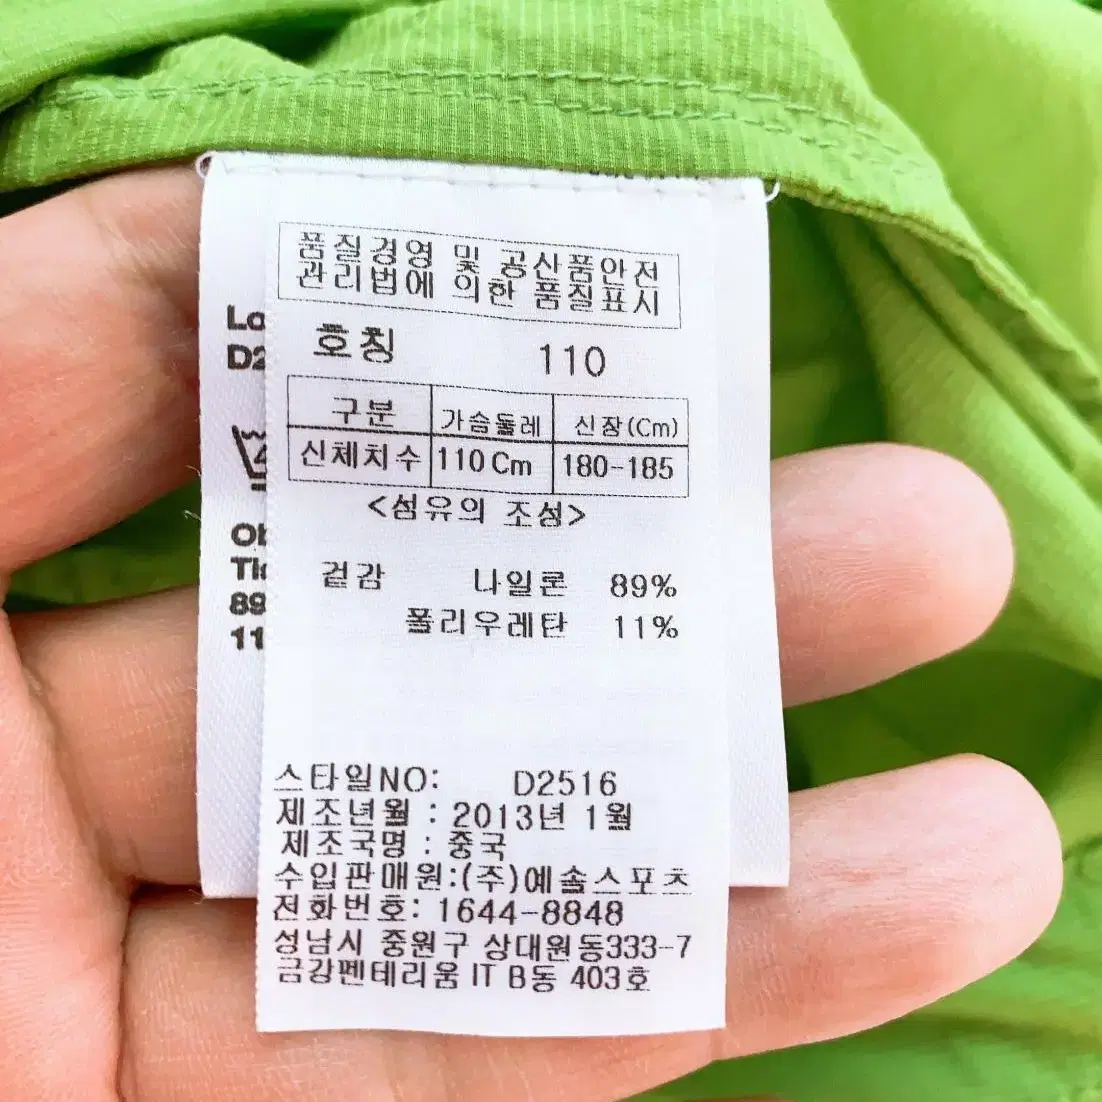 품질경영 및 공산품안전
관리법에 의한 품질표시
호칭 110
구분 가슴둘레 신장(Cm)
신체치수 110 Cm 180-185
<섬유의 조성>
겉감 나일론 89%
폴리우레탄 11%
스타일NO: D2516
제조년월 : 2013년 1월
제조국명 : 중국
수입판매원:(주)예솔스포츠
전화번호: 1644-8848
성남시 중원구 상대원동333-7
금강펜테리움 IT B동 403호
Lo
D2
Ob
89
11